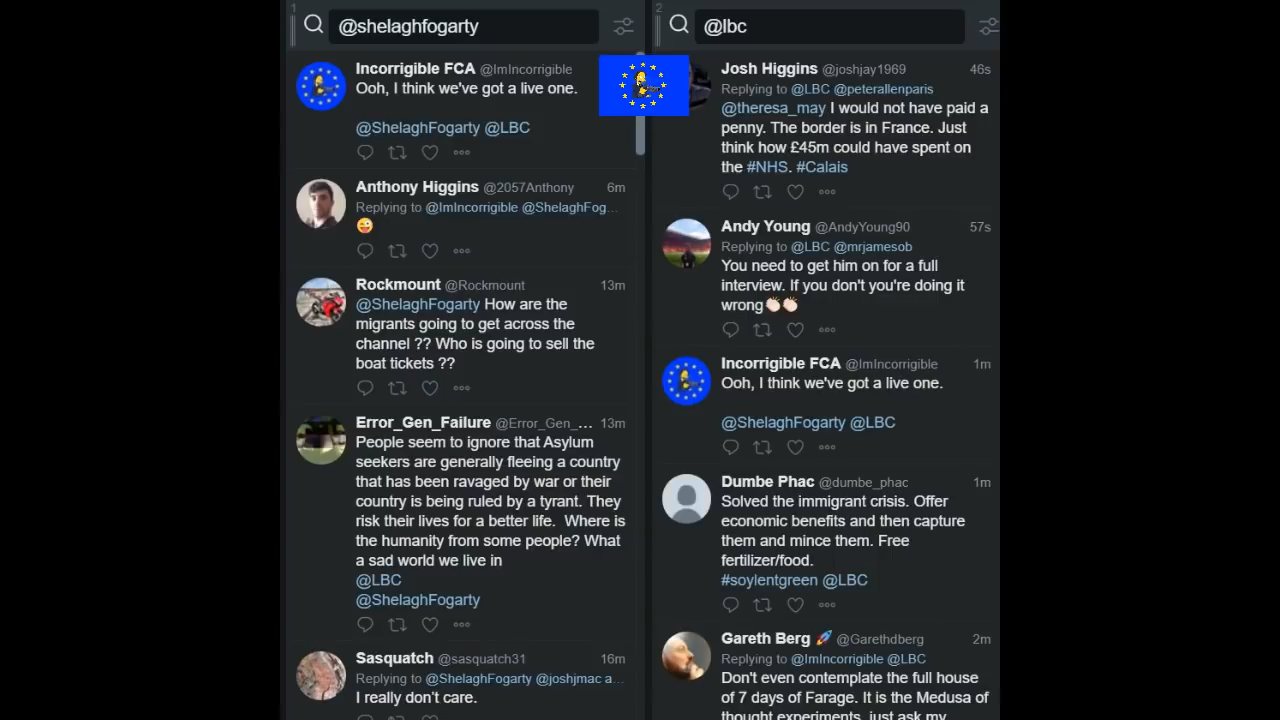 1
@shelaghfogarty
Incorrigible FCA @ImIncorrigible
Ooh, I think we've got a live one.
@ShelaghFogarty @LBC
Anthony Higgins @2057Anthony 6m
Replying to @ImIncorrigible @ShelaghFog...
Rockmount @Rockmount 13m
@ShelaghFogarty How are the
migrants going to get across the
channel ?? Who is going to sell the
boat tickets ??
Error_Gen_Failure @Error_Gen_... 13m
People seem to ignore that Asylum
seekers are generally fleeing a country
that has been ravaged by war or their
country is being ruled by a tyrant. They
risk their lives for a better life.  Where is
the humanity from some people? What
a sad world we live in
@LBC
@ShelaghFogarty
Sasquatch @sasquatch31 16m
Replying to @ShelaghFogarty @joshjmac a...
I really don't care.
2
@lbc
Josh Higgins @joshjay1969 46s
Replying to @LBC @peterallenparis
@theresa_may I would not have paid a
penny. The border is in France. Just
think how £45m could have spent on
the #NHS. #Calais
Andy Young @AndyYoung90 57s
Replying to @LBC @mrjamesob
You need to get him on for a full
interview. If you don't you're doing it
wrong👏🏻👏🏻
Incorrigible FCA @ImIncorrigible 1m
Ooh, I think we've got a live one.
@ShelaghFogarty @LBC
Dumbe Phac @dumbe_phac 1m
Solved the immigrant crisis. Offer
economic benefits and then capture
them and mince them. Free
fertilizer/food.
#soylentgreen @LBC
Gareth Berg 🚀 @Garethdberg 2m
Replying to @ImIncorrigible @LBC
Don't even contemplate the full house
of 7 days of Farage. It is the Medusa of
thought experiments, just ask my